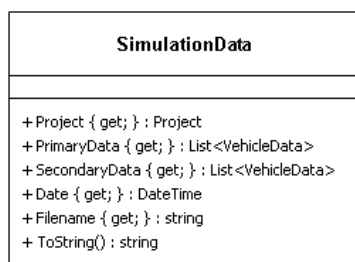 SimulationData
+ Project { get; } : Project
+ PrimaryData { get; } : List<VehicleData>
+ SecondaryData { get; } : List<VehicleData>
+ Date { get; } : DateTime
+ Filename { get; } : string
+ ToString() : string